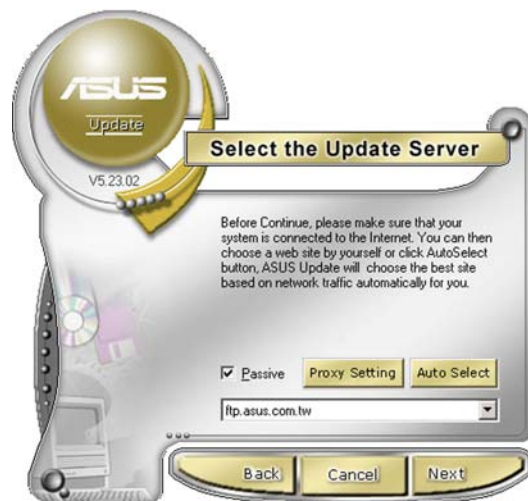 ASUS
Update
V5.23.02
Select the Update Server
Before Continue, please make sure that your
system is connected to the Internet. You can then
choose a web site by yourself or click AutoSelect
button, ASUS Update will choose the best site
based on network traffic automatically for you.
Passive
Proxy Setting
Auto Select
ftp.asus.com.tw
Back
Cancel
Next